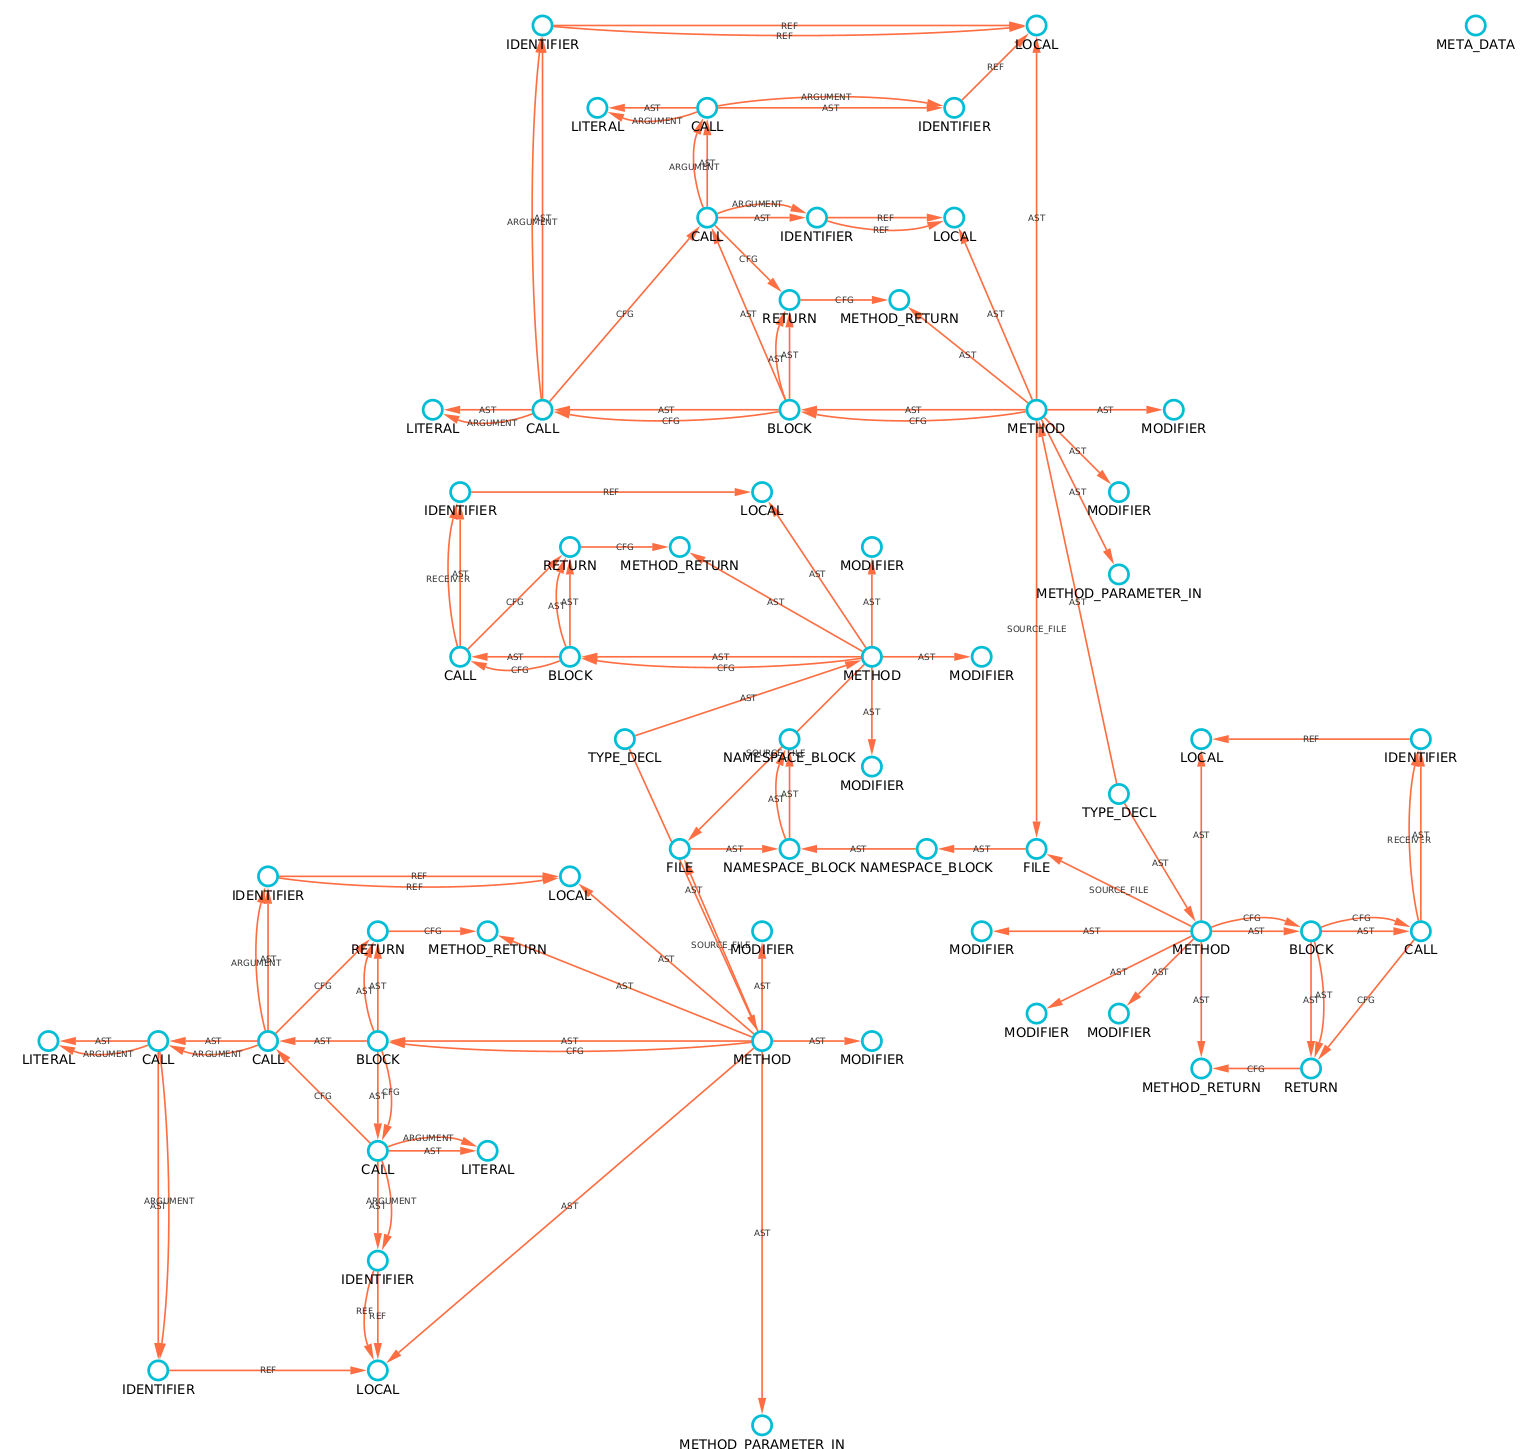 REF
REF
IDENTIFIER
LOCAL
META_DATA
REF
ARGUMENT
AST
AST
ARGUMENT
LITERAL
CALL
IDENTIFIER
AST
ARGUMENT
ARGUMENT
AST
REF
AST
ARGUMENT
AST
REF
CALL
IDENTIFIER
LOCAL
CFG
CFG
RETURN
METHOD_RETURN
CFG
AST
AST
AST
AST
AST
AST
ARGUMENT
AST
CFG
AST
CFG
AST
LITERAL
CALL
BLOCK
METHOD
MODIFIER
AST
REF
AST
IDENTIFIER
LOCAL
MODIFIER
CFG
RETURN
METHOD_RETURN
MODIFIER
AST
RECEIVER
AST
METHOD_PARAMETER_IN
CFG
AST
AST
AST
AST
AST
SOURCE_FILE
AST
CFG
AST
CFG
AST
CALL
BLOCK
METHOD
MODIFIER
AST
AST
REF
SOURCE_FILE
TYPE_DECL
NAMESPACE_BLOCK
LOCAL
IDENTIFIER
MODIFIER
AST
AST
TYPE_DECL
AST
AST
RECEIVER
AST
AST
AST
AST
FILE
NAMESPACE_BLOCK
NAMESPACE_BLOCK
FILE
AST
REF
REF
AST
SOURCE_FILE
IDENTIFIER
LOCAL
CFG
CFG
CFG
AST
AST
AST
SOURCE_FILE
RETURN
METHOD_RETURN
MODIFIER
MODIFIER
METHOD
BLOCK
CALL
AST
ARGUMENT
AST
AST
AST
CFG
AST
AST
AST
AST
AST
AST
AST
CFG
MODIFIER
MODIFIER
AST
ARGUMENT
AST
ARGUMENT
AST
AST
CFG
AST
LITERAL
CALL
CALL
BLOCK
METHOD
MODIFIER
CFG
METHOD_RETURN
RETURN
CFG
AST
CFG
ARGUMENT
AST
CALL
LITERAL
ARGUMENT
AST
ARGUMENT
AST
AST
AST
IDENTIFIER
REF
REF
REF
IDENTIFIER
LOCAL
METHOD_PARAMETER_IN